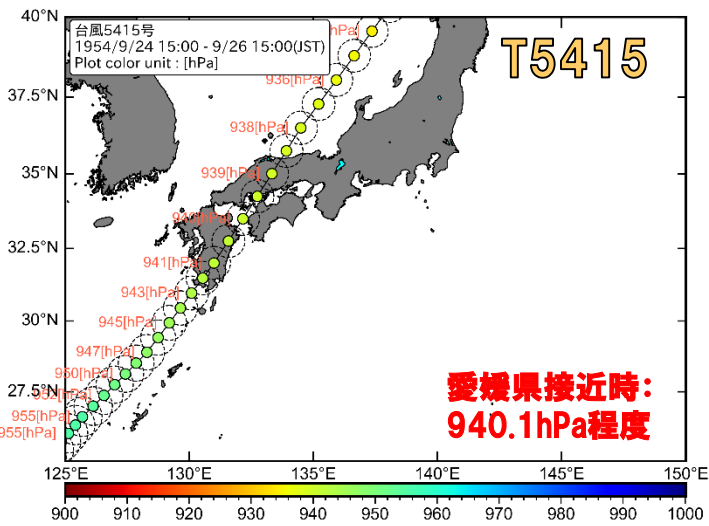 台風5415号
1954/9/24 15:00 - 9/26 15:00(JST)
Plot color unit : [hPa]
T5415
40°N
37.5°N
35°N
32.5°N
30°N
27.5°N
hPa]
936[hPa]
938[hPa]
939[hPa]
940[hPa]
941[hPa]
943[hPa]
945[hPa]
947[hPa]
950[hPa]
952[hPa]
955[hPa]
955[hPa]
愛媛県接近時:
940.1hPa程度
125°E 130°E 135°E 140°E 145°E 150°E
900 910 920 930 940 950 960 970 980 990 1000